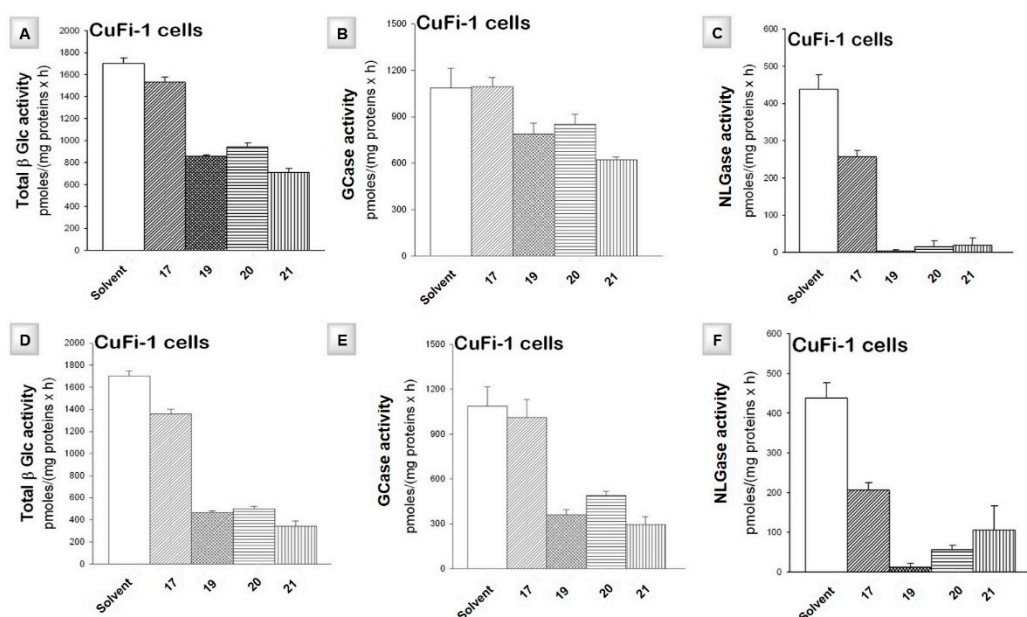 A
CuFi-1 cells
Total β Glc activity
pmoles/(mg proteins x h)
2000
1800
1600
1400
1200
1000
800
600
400
200
0
Solvent
17
19
20
21
B
CuFi-1 cells
GCase activity
pmoles/(mg proteins x h)
1500
1200
900
600
300
0
Solvent
17
19
20
21
C
CuFi-1 cells
NLGase activity
pmoles/(mg proteins x h)
600
500
400
300
200
100
0
Solvent
17
19
20
21
D
CuFi-1 cells
Total β Glc activity
pmoles/(mg proteins x h)
2000
1800
1600
1400
1200
1000
800
600
400
200
0
Solvent
17
19
20
21
E
CuFi-1 cells
GCase activity
pmoles/(mg proteins x h)
1500
1200
900
600
300
0
Solvent
17
19
20
21
F
CuFi-1 cells
NLGase activity
pmoles/(mg proteins x h)
600
500
400
300
200
100
0
Solvent
17
19
20
21